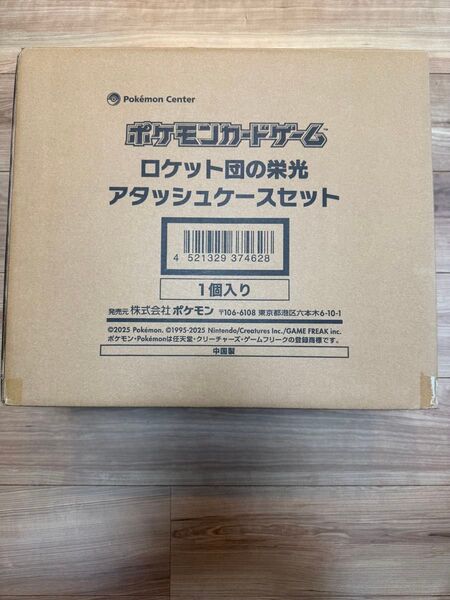 Pokémon Center
ポケモンカードゲーム™
ロケット団の栄光
アタッシュケースセット
4 521329 374628
1個入り
発売元 株式会社 ポケモン 〒106-6108 東京都港区六本木6-10-1
©2025 Pokémon. ©1995-2025 Nintendo/Creatures Inc./GAME FREAK inc.
ポケモン・Pokémonは任天堂・クリーチャーズ・ゲームフリークの登録商標です。
中国製